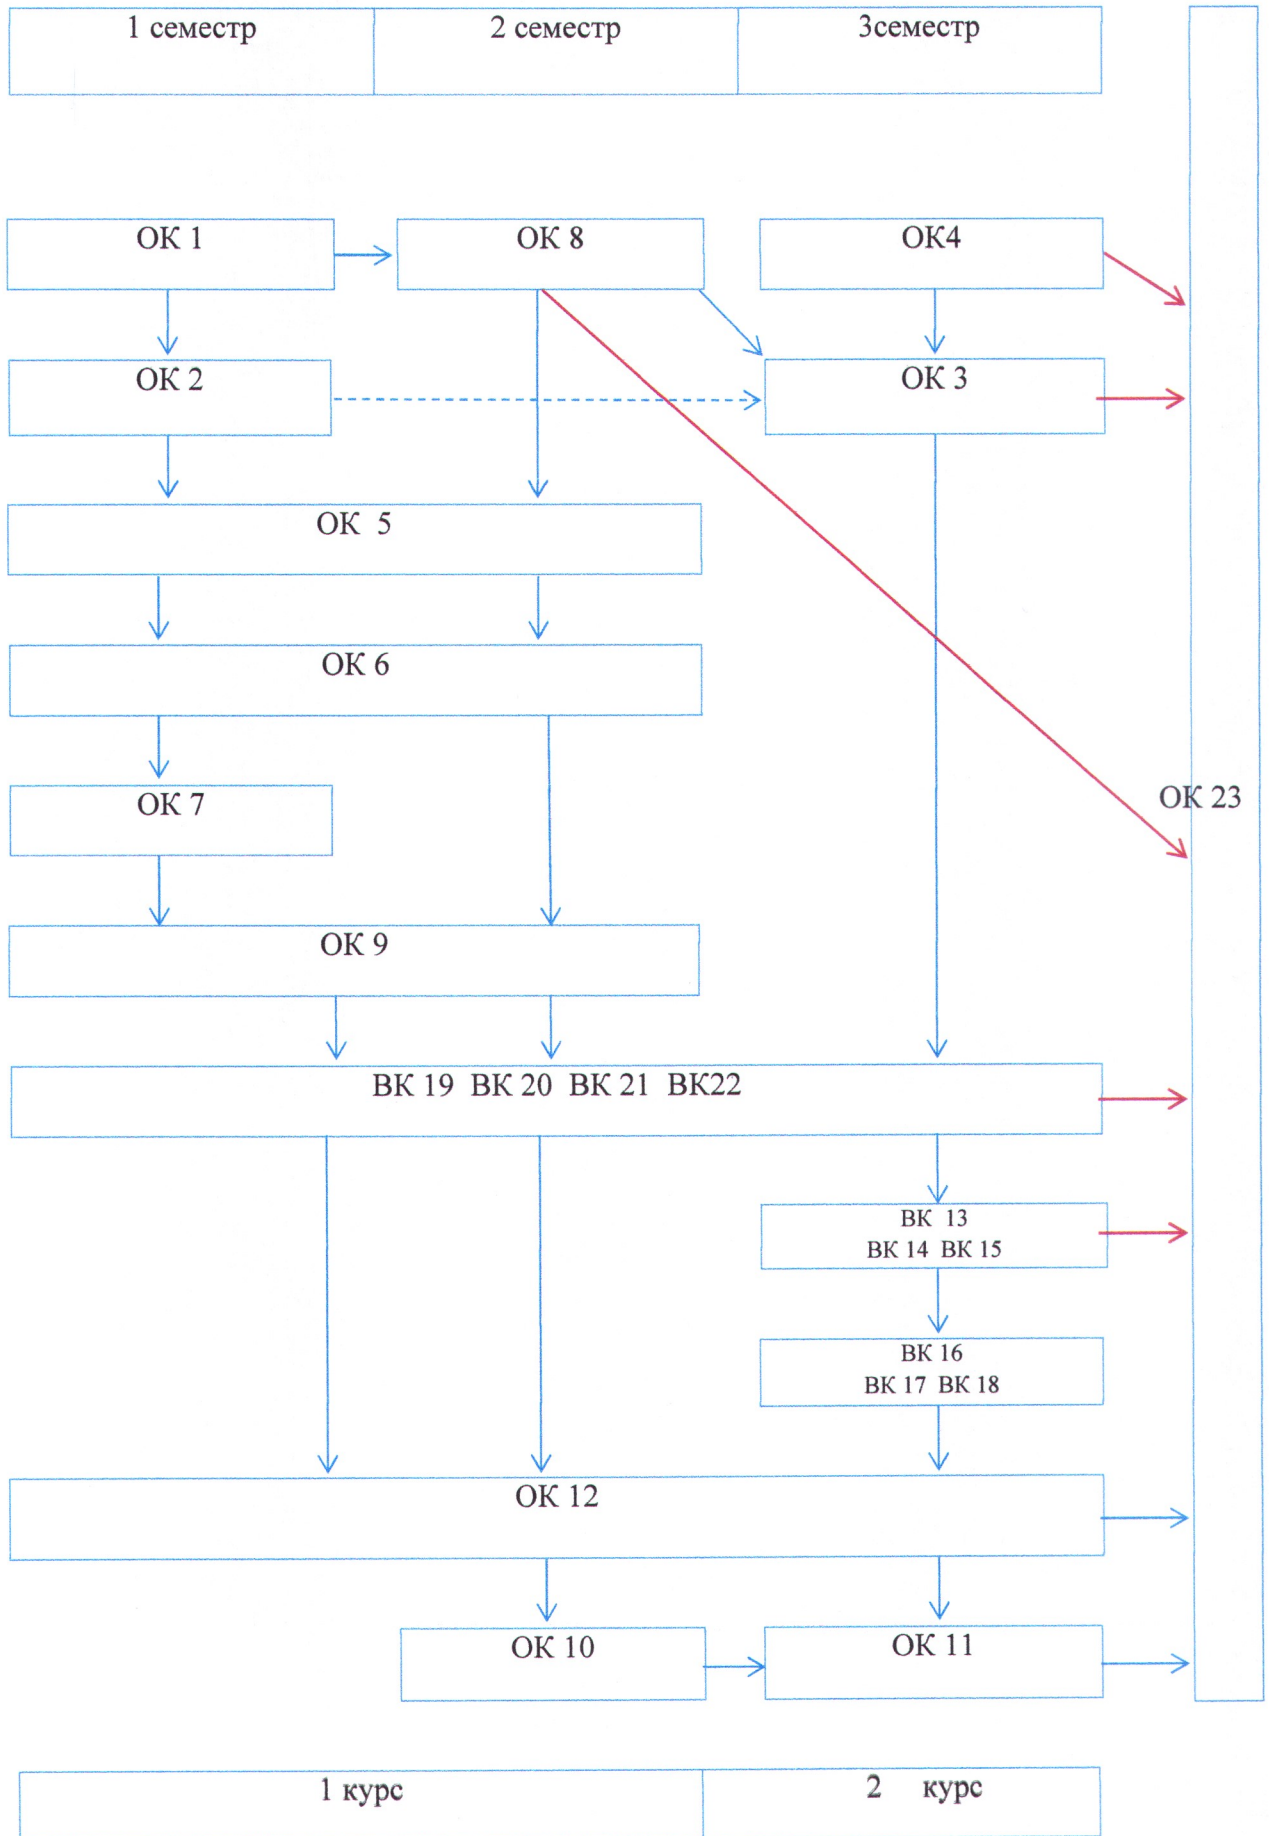 1 семестр
2 семестр
3семестр
ОК 1
ОК 8
ОК4
ОК 2
ОК 3
ОК  5
ОК 6
ОК 7
ОК 23
ОК 9
ВК 19  ВК 20  ВК 21  ВК22
ВК  13
ВК 14  ВК 15
ВК 16
ВК 17  ВК 18
ОК 12
ОК 10
ОК 11
1 курс
2    курс